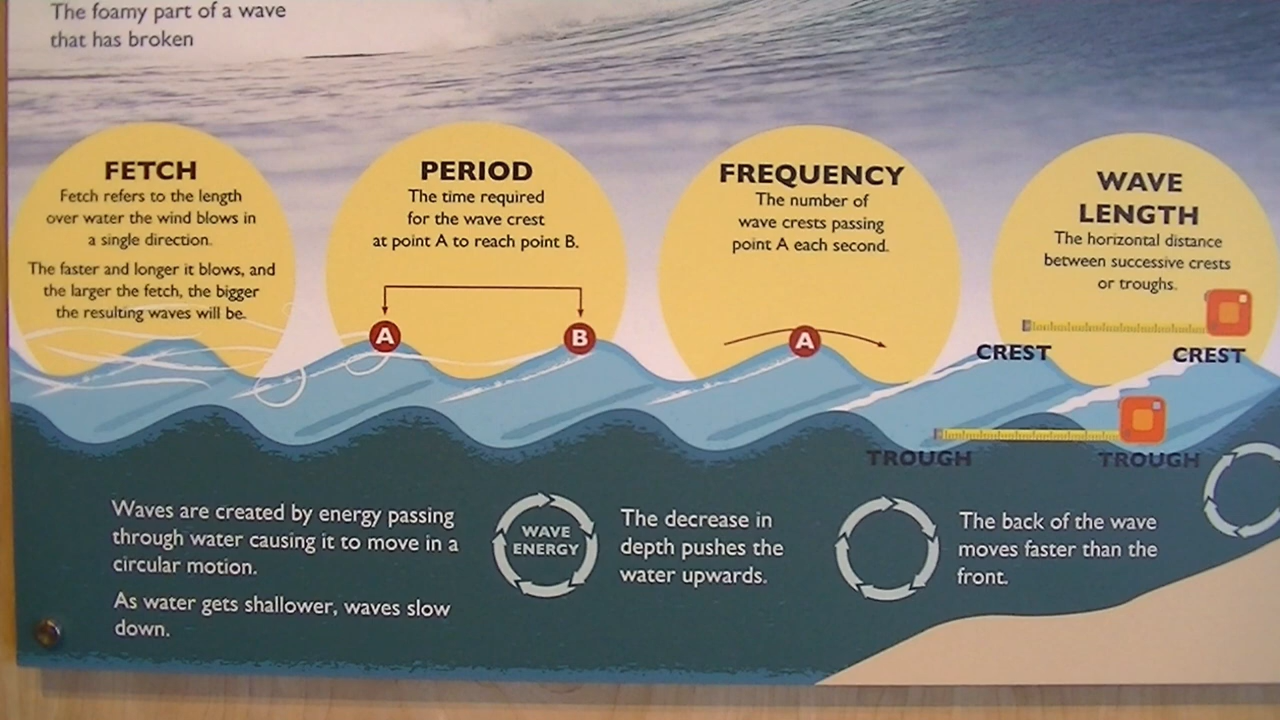 The foamy part of a wave
that has broken
FETCH
Fetch refers to the length
over water the wind blows in
a single direction.
The faster and longer it blows, and
the larger the fetch, the bigger
the resulting waves will be.
PERIOD
The time required
for the wave crest
at point A to reach point B.
A
B
FREQUENCY
The number of
wave crests passing
point A each second.
A
WAVE
LENGTH
The horizontal distance
between successive crests
or troughs.
CREST
CREST
TROUGH
TROUGH
Waves are created by energy passing
through water causing it to move in a
circular motion.
As water gets shallower, waves slow
down.
WAVE
ENERGY
The decrease in
depth pushes the
water upwards.
The back of the wave
moves faster than the
front.